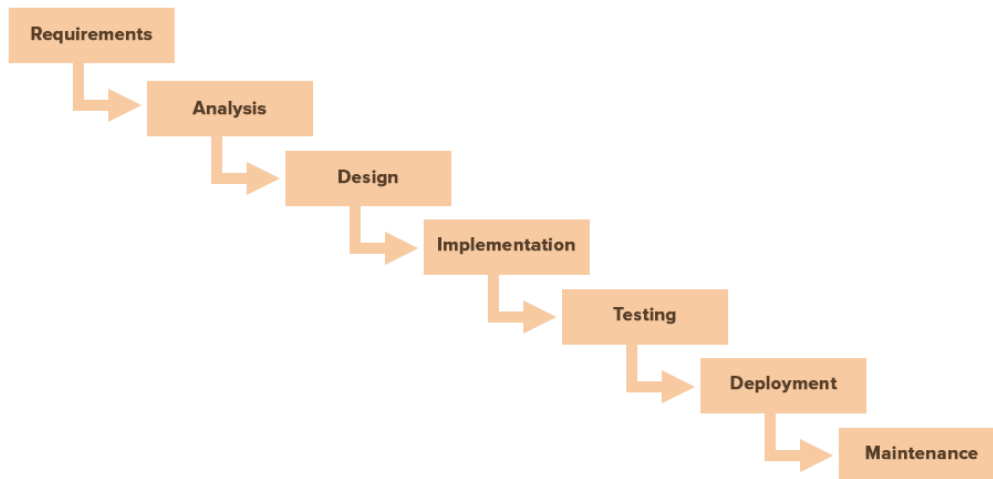 Requirements
Analysis
Design
Implementation
Testing
Deployment
Maintenance